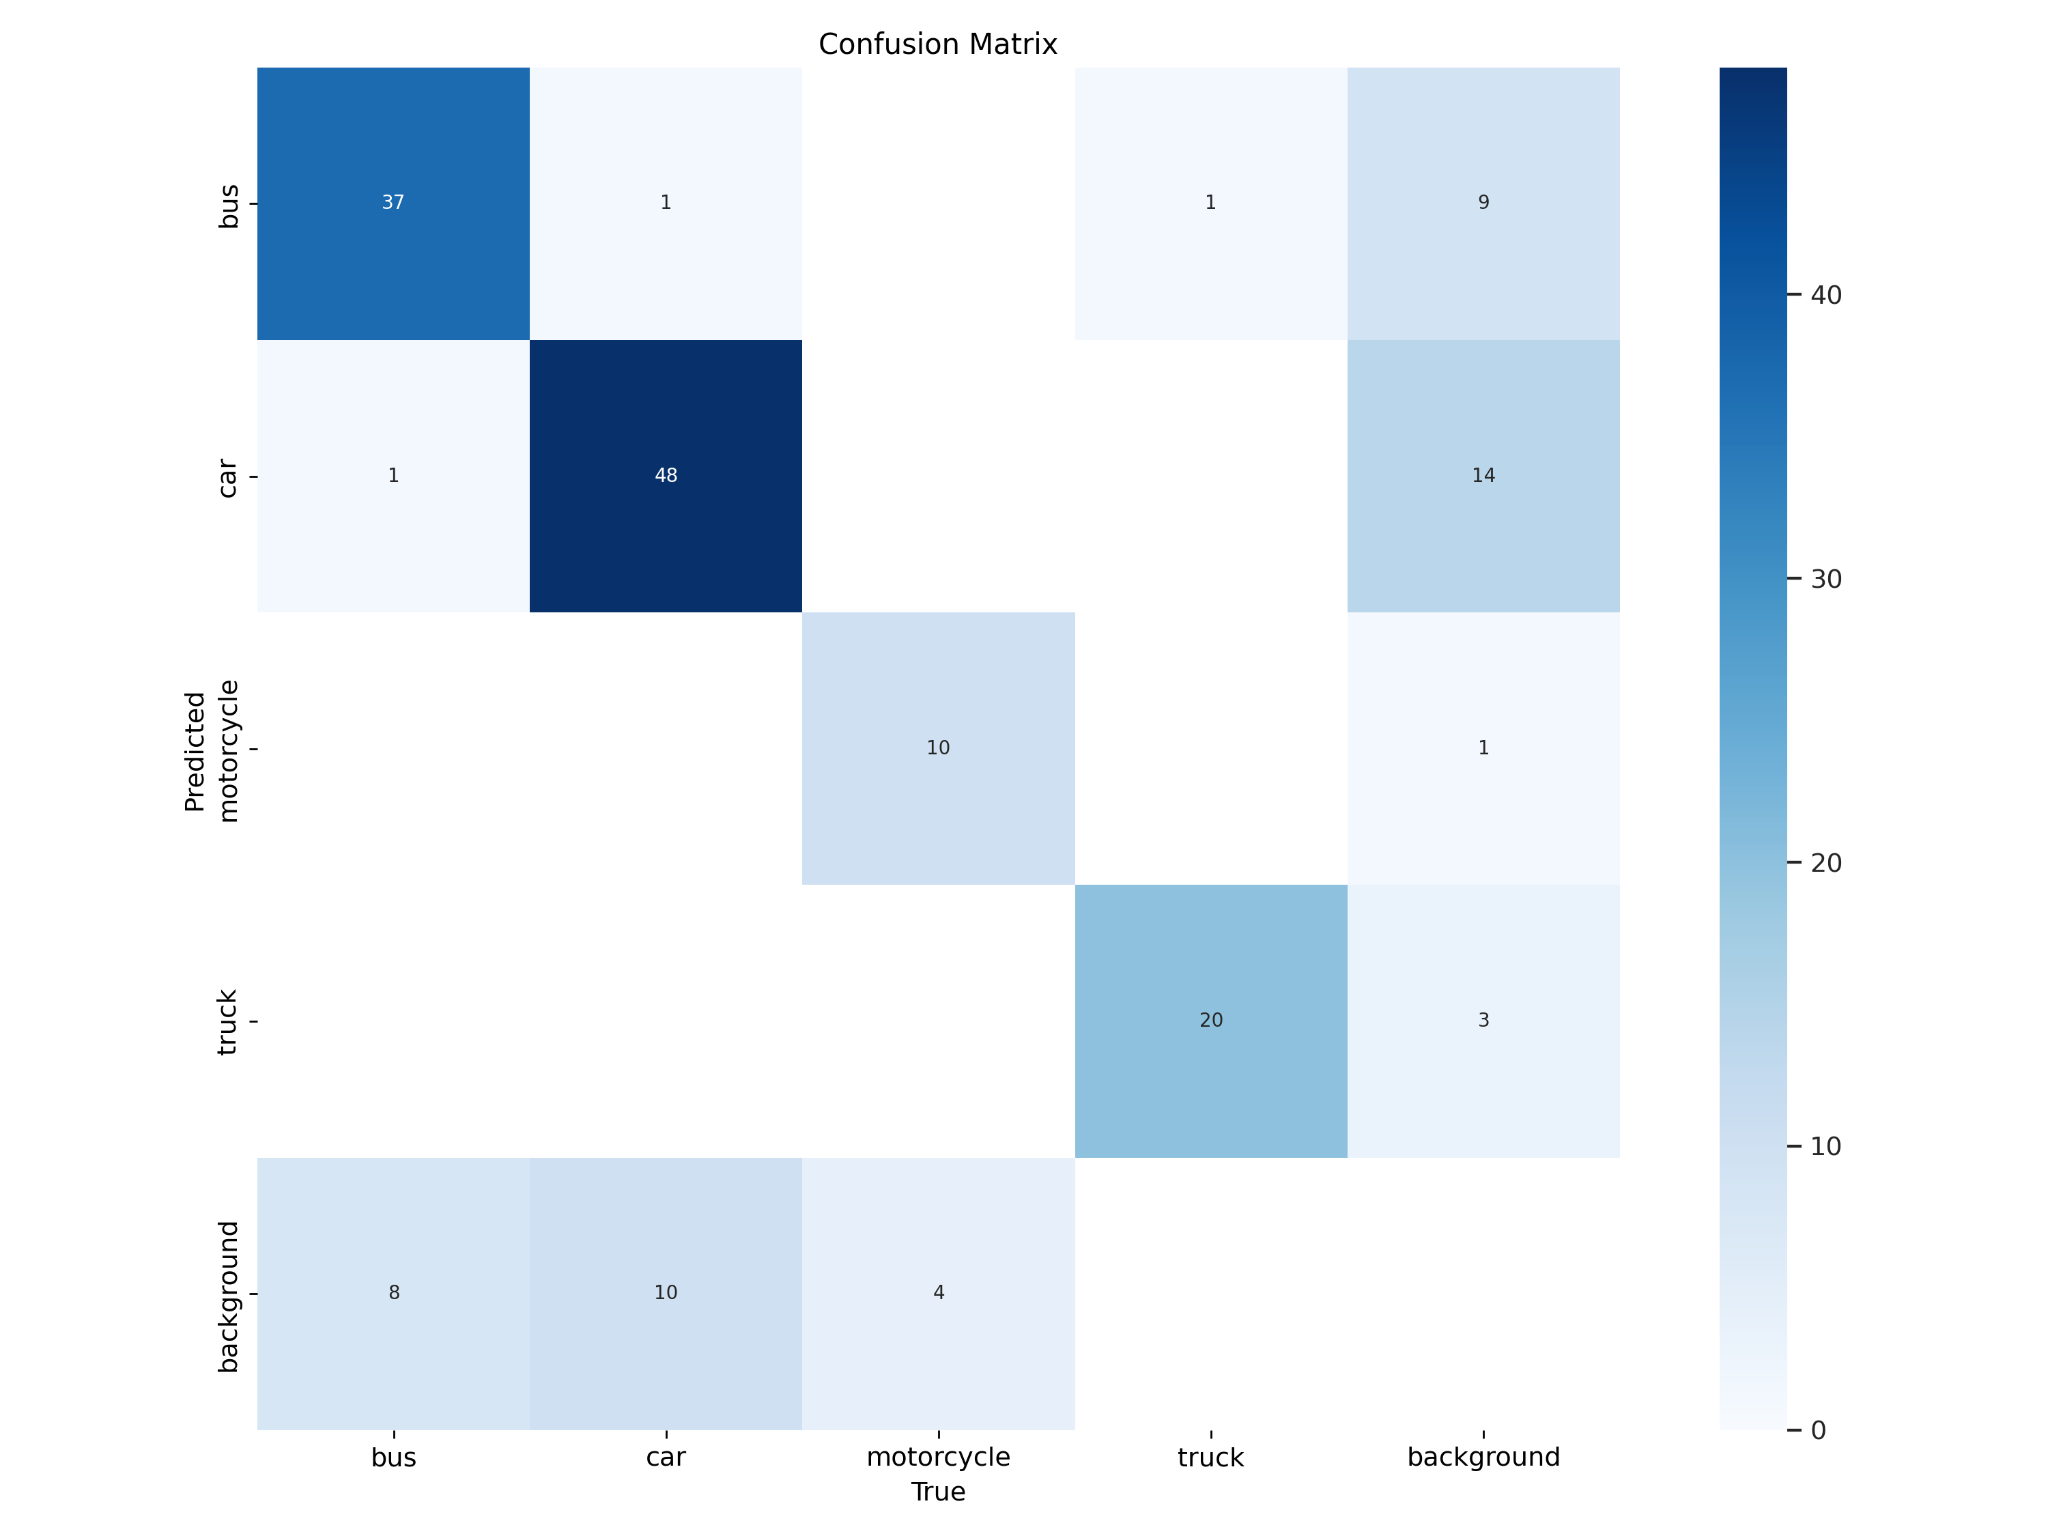 Confusion Matrix
bus
37
1
1
9
40
car
1
48
14
30
Predicted
motorcycle
10
1
20
truck
20
3
10
background
8
10
4
0
bus
car
motorcycle
truck
background
True